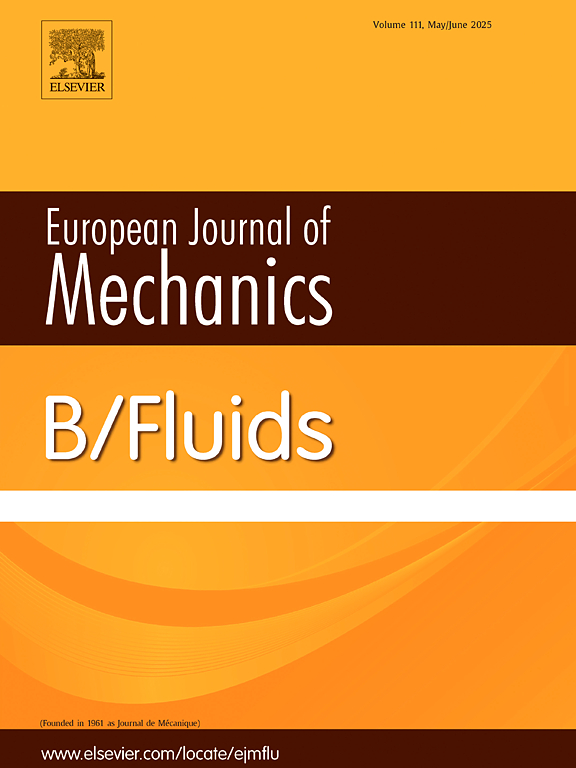 Volume 111, May/June 2025
ELSEVIER
European Journal of
Mechanics
B/Fluids
(Founded in 1961 as Journal de Mécanique)
www.elsevier.com/locate/ejmflu